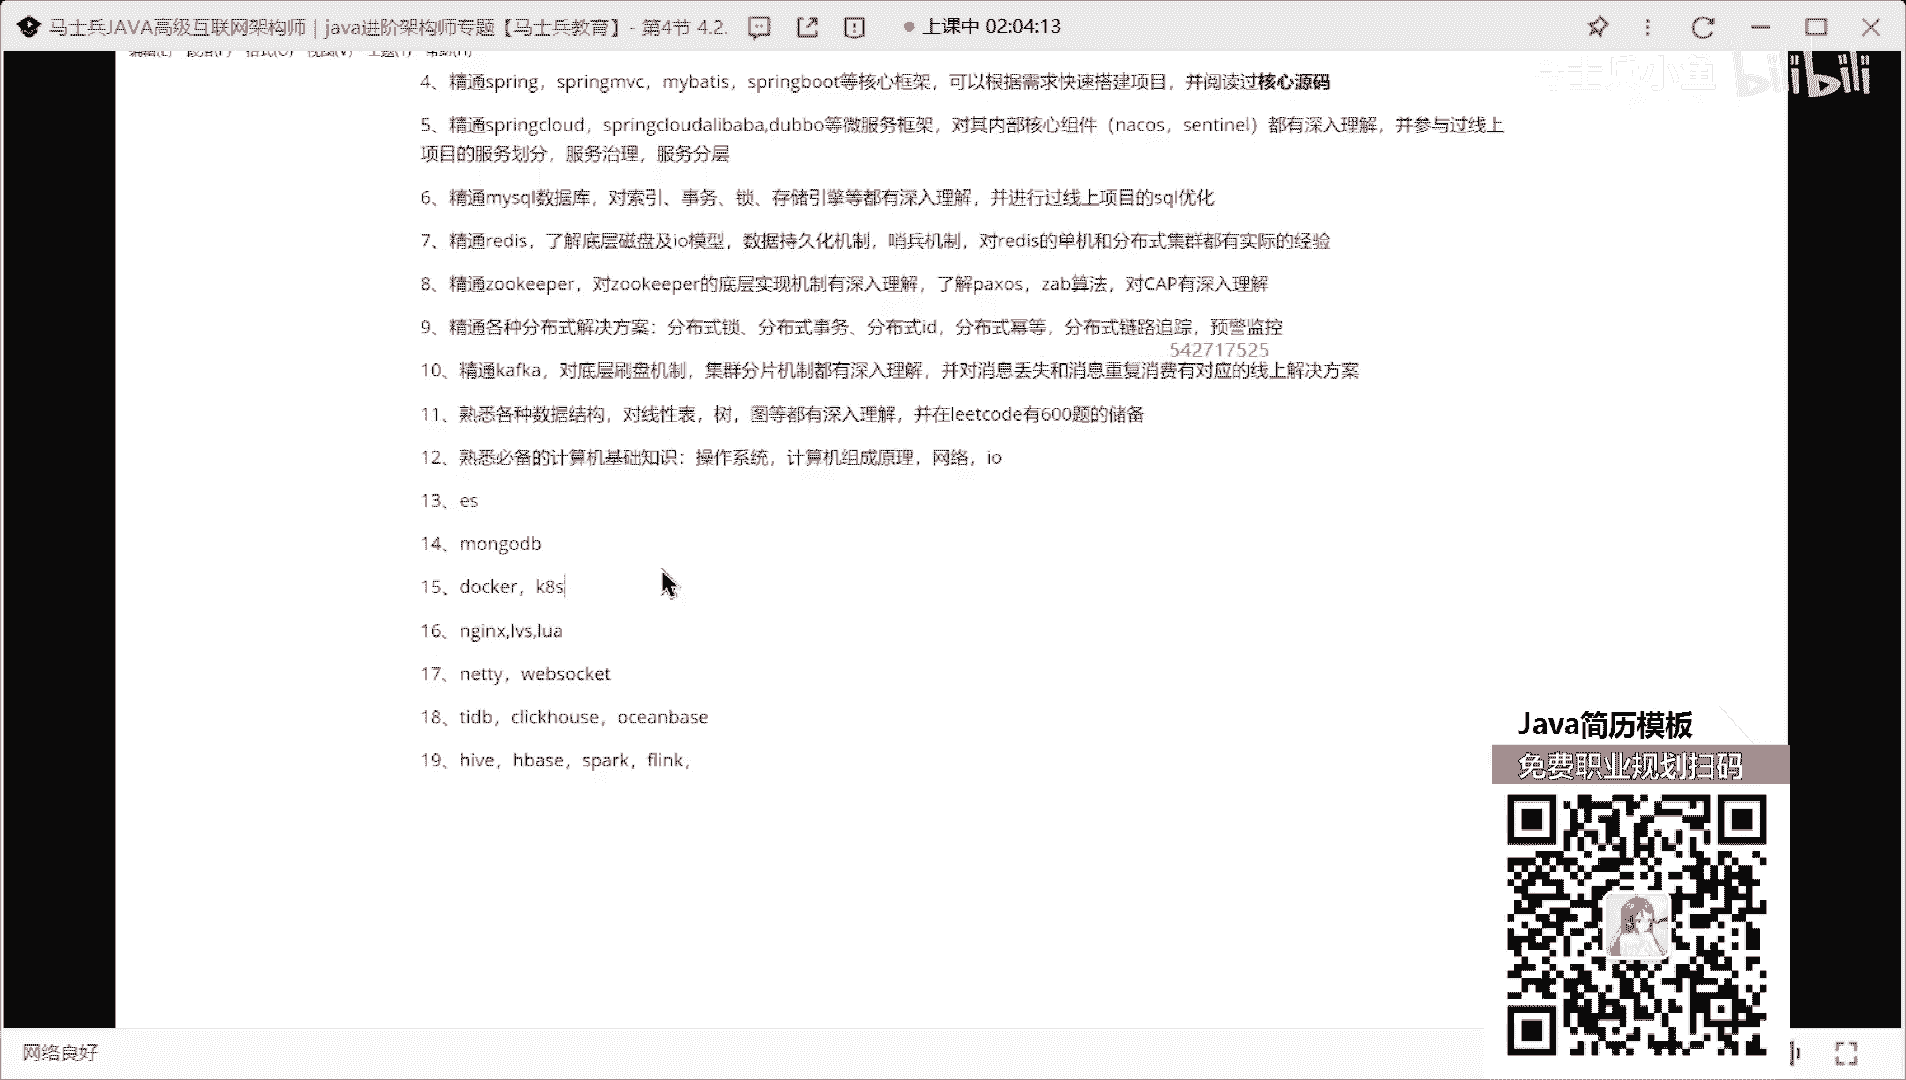 马士兵JAVA高级互联网架构师｜java进阶架构师专题【马士兵教育】- 第4节 4.2.
上课中 02:04:13
编辑(E) 段落(P) 格式(O) 视图(V) 主题(T) 帮助(H)
马士兵小鱼 bilibili
4、精通spring，springmvc，mybatis，springboot等核心框架，可以根据需求快速搭建项目，并阅读过核心源码
5、精通springcloud，springcloudalibaba,dubbo等微服务框架，对其内部核心组件（nacos，sentinel）都有深入理解，并参与过线上
项目的服务划分，服务治理，服务分层
6、精通mysql数据库，对索引、事务、锁、存储引擎等都有深入理解，并进行过线上项目的sql优化
7、精通redis，了解底层磁盘及io模型，数据持久化机制，哨兵机制，对redis的单机和分布式集群都有实际的经验
8、精通zookeeper，对zookeeper的底层实现机制有深入理解，了解paxos，zab算法，对CAP有深入理解
9、精通各种分布式解决方案：分布式锁、分布式事务、分布式id，分布式幂等，分布式链路追踪，预警监控
542717525
10、精通kafka，对底层刷盘机制，集群分片机制都有深入理解，并对消息丢失和消息重复消费有对应的线上解决方案
11、熟悉各种数据结构，对线性表，树，图等都有深入理解，并在leetcode有600题的储备
12、熟悉必备的计算机基础知识：操作系统，计算机组成原理，网络，io
13、es
14、mongodb
15、docker，k8s
16、nginx,lvs,lua
17、netty，websocket
18、tidb，clickhouse，oceanbase
19、hive，hbase，spark，flink，
Java简历模板
免费职业规划扫码
网络良好